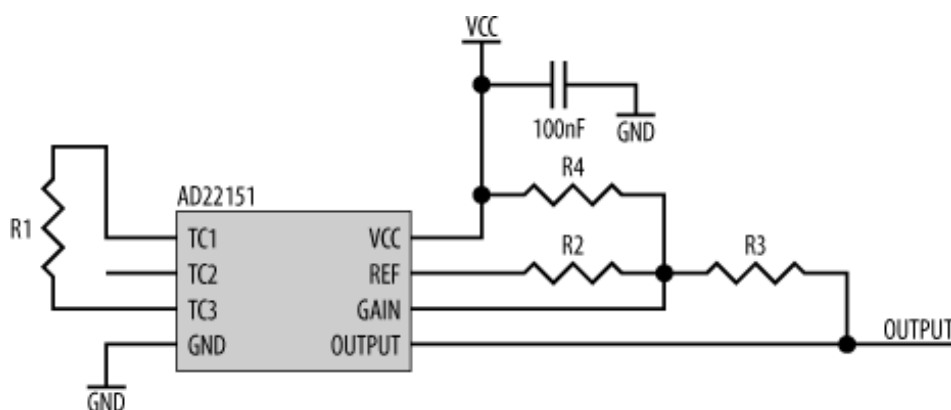 VCC
100nF
GND
R4
AD22151
R1
TC1
VCC
R2
R3
TC2
REF
TC3
GAIN
GND
OUTPUT
OUTPUT
GND